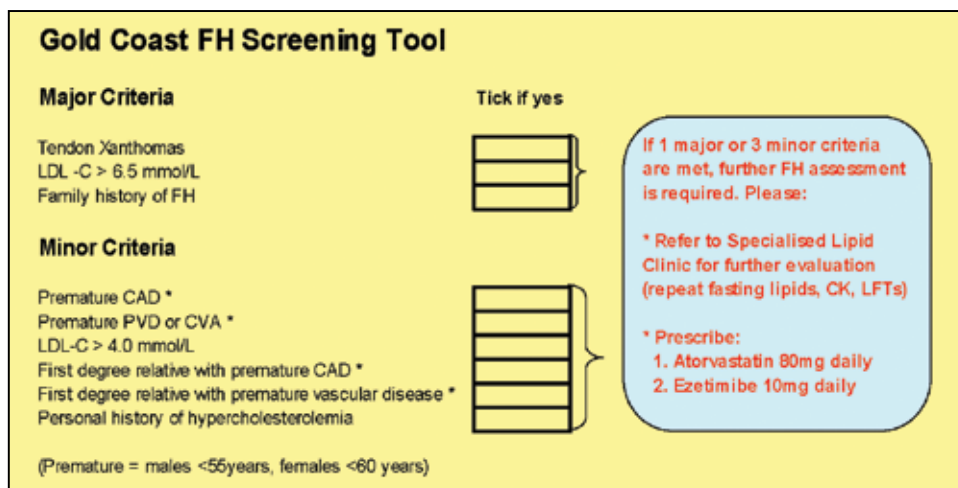 Gold Coast FH Screening Tool
Major Criteria
Tick if yes
Tendon Xanthomas
LDL -C > 6.5 mmol/L
Family history of FH
Minor Criteria
Premature CAD *
Premature PVD or CVA *
LDL-C > 4.0 mmol/L
First degree relative with premature CAD *
First degree relative with premature vascular disease *
Personal history of hypercholesterolemia
(Premature = males <55years, females <60 years)
If 1 major or 3 minor criteria
are met, further FH assessment
is required. Please:
* Refer to Specialised Lipid
Clinic for further evaluation
(repeat fasting lipids, CK, LFTs)
* Prescribe:
1. Atorvastatin 80mg daily
2. Ezetimibe 10mg daily